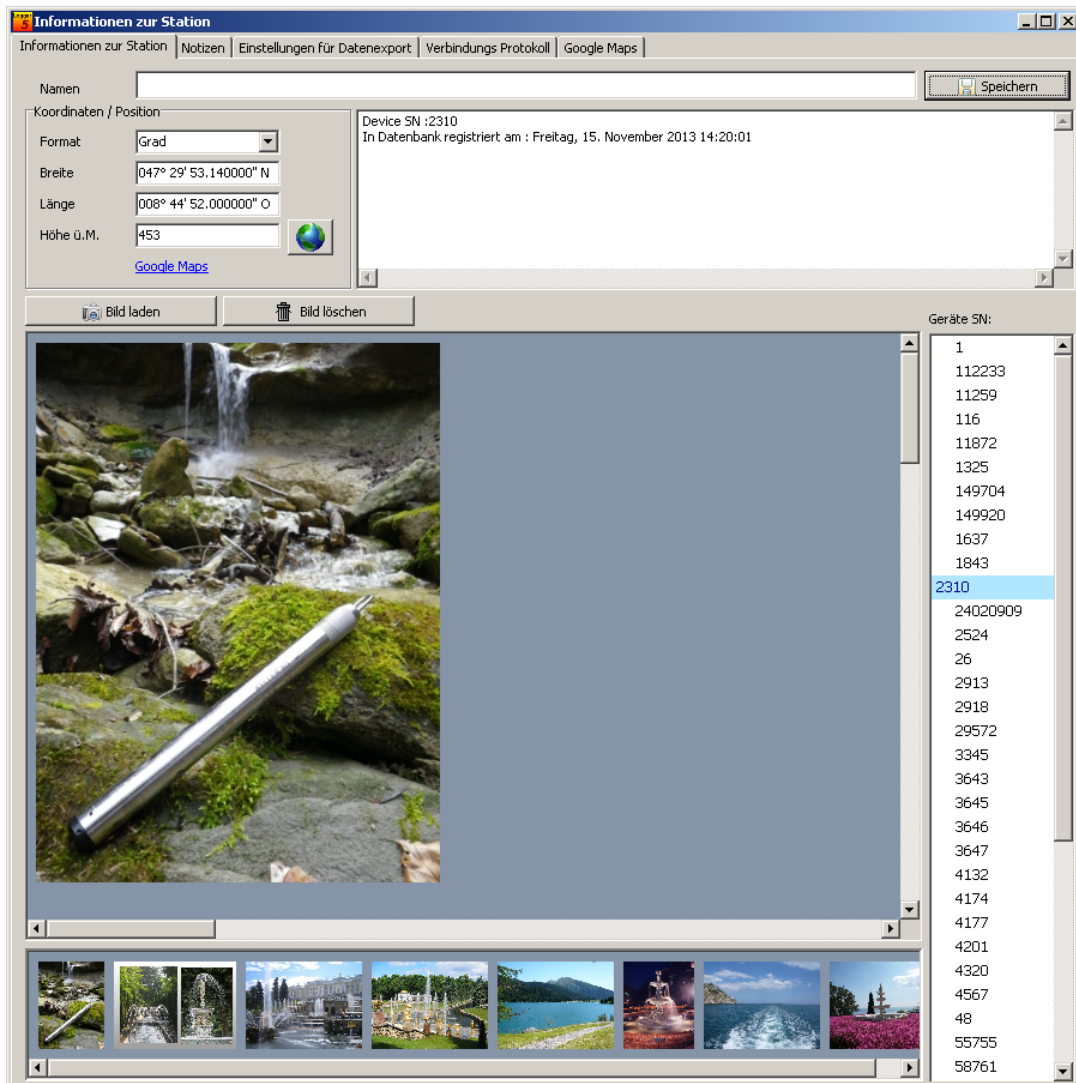 Logger 5 Informationen zur Station
Informationen zur Station Notizen Einstellungen für Datenexport Verbindungs Protokoll Google Maps
Namen Speichern
Koordinaten / Position
Format Grad
Breite 047° 29' 53.140000" N
Länge 008° 44' 52.000000" O
Höhe ü.M. 453
Google Maps
Device SN :2310
In Datenbank registriert am : Freitag, 15. November 2013 14:20:01
Bild laden Bild löschen
Geräte SN:
1
112233
11259
116
11872
1325
149704
149920
1637
1843
2310
24020909
2524
26
2913
2918
29572
3345
3643
3645
3646
3647
4132
4174
4177
4201
4320
4567
48
55755
58761